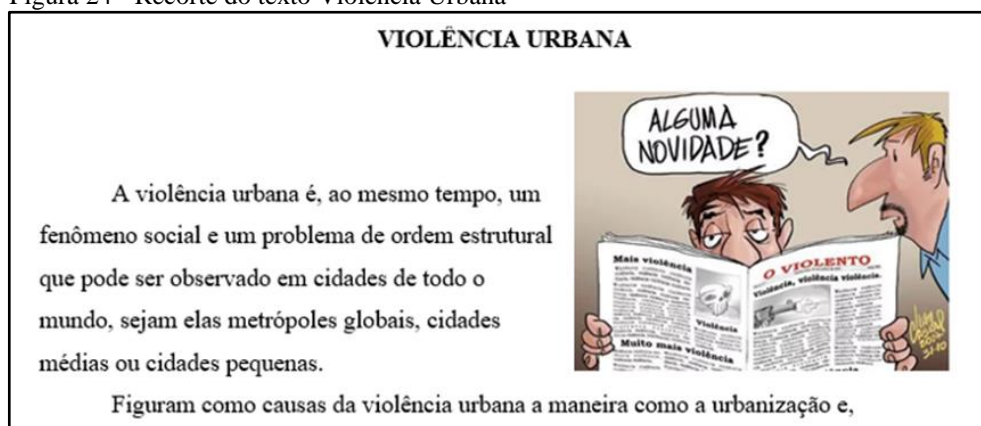 Figura 24 - Recorte do texto Violência Urbana
VIOLÊNCIA URBANA
ALGUMA
NOVIDADE?
A violência urbana é, ao mesmo tempo, um
fenômeno social e um problema de ordem estrutural
que pode ser observado em cidades de todo o
mundo, sejam elas metrópoles globais, cidades
médias ou cidades pequenas.
Mais violência
Violência
Muito mais violência
O VIOLENTO
Violência, violência violência.
Figuram como causas da violência urbana a maneira como a urbanização e,